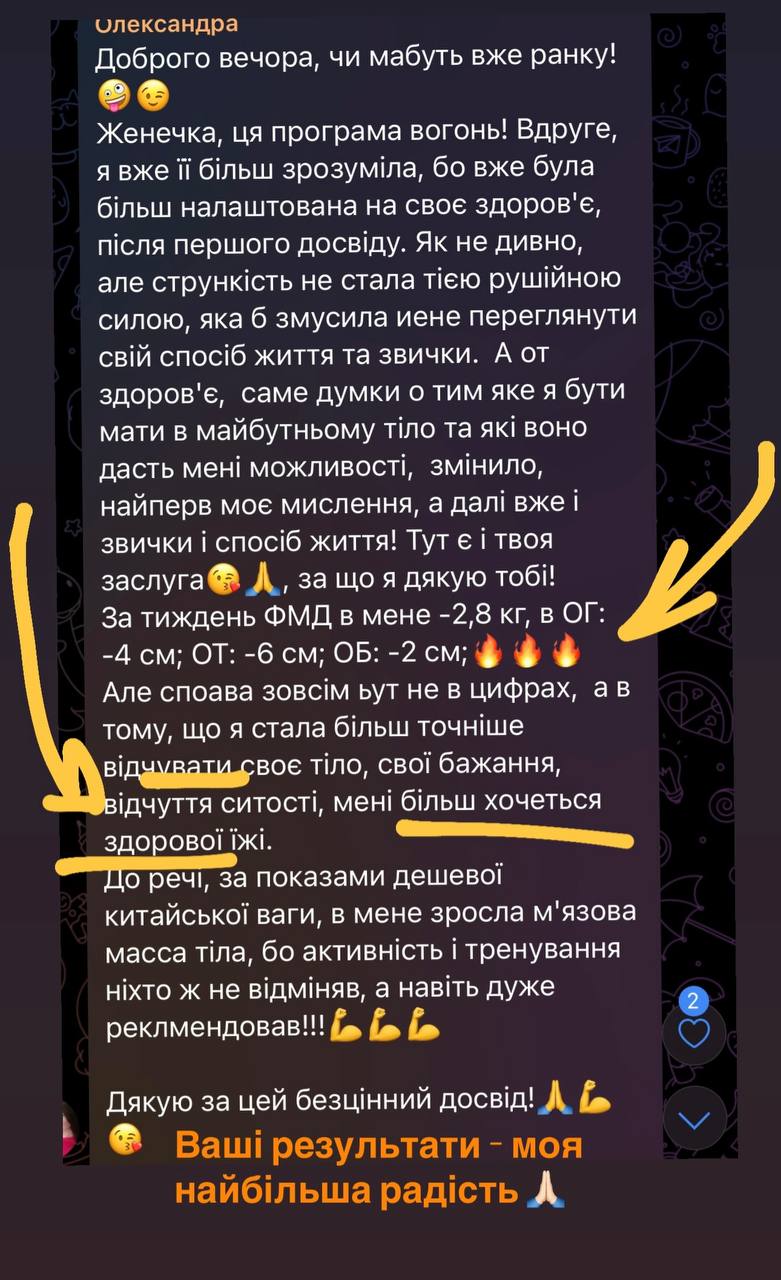 Олександра
Доброго вечора, чи мабуть вже ранку!
🤪😉
Женечка, ця програма вогонь! Вдруге,
я вже її більш зрозуміла, бо вже була
більш налаштована на своє здоров'є,
після першого досвіду. Як не дивно,
але стрункість не стала тією рушійною
силою, яка б змусила иене переглянути
свій спосіб життя та звички.  А от
здоров'є,  саме думки о тим яке я бути
мати в майбутньому тіло та які воно
дасть мені можливості,  змінило,
найперв моє мислення, а далі вже і
звички і спосіб життя! Тут є і твоя
заслуга😘🙏, за що я дякую тобі!
За тиждень ФМД в мене -2,8 кг, в ОГ:
-4 см; ОТ: -6 см; ОБ: -2 см;🔥🔥🔥
Але споава зовсім ьут не в цифрах,  а в
тому, що я стала більш точніше
відчувати своє тіло, свої бажання,
відчуття ситості, мені більш хочеться
здорової їжі.
До речі, за показами дешевої
китайської ваги, в мене зросла м'язова
масса тіла, бо активність і тренування
ніхто ж не відміняв, а навіть дуже
реклмендовав!!!💪💪💪
2
Дякую за цей безцінний досвід!🙏💪
😘
Ваші результати - моя
найбільша радість🙏🏻